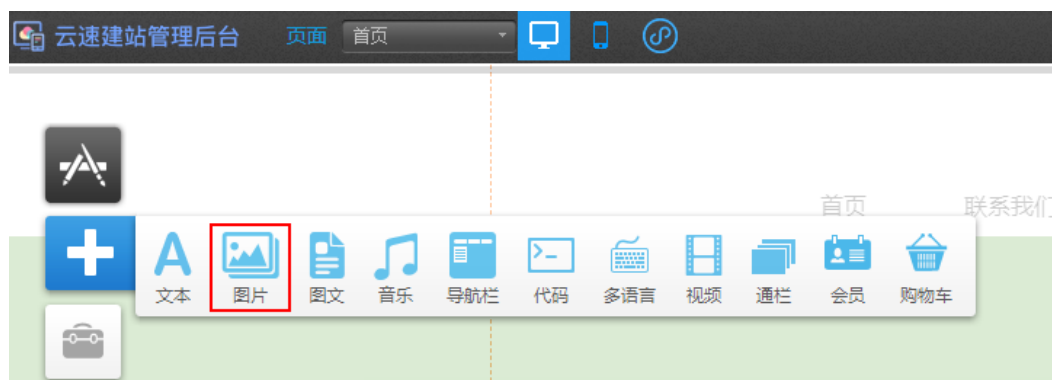 云速建站管理后台 页面 首页
首页 联系我们
文本 图片 图文 音乐 导航栏 代码 多语言 视频 通栏 会员 购物车